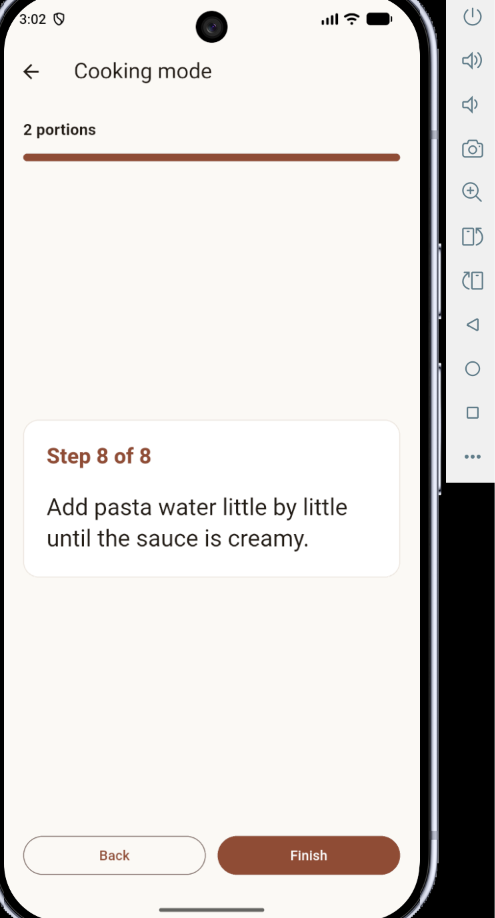 3:02
Cooking mode
2 portions
Step 8 of 8
Add pasta water little by little
until the sauce is creamy.
Back
Finish